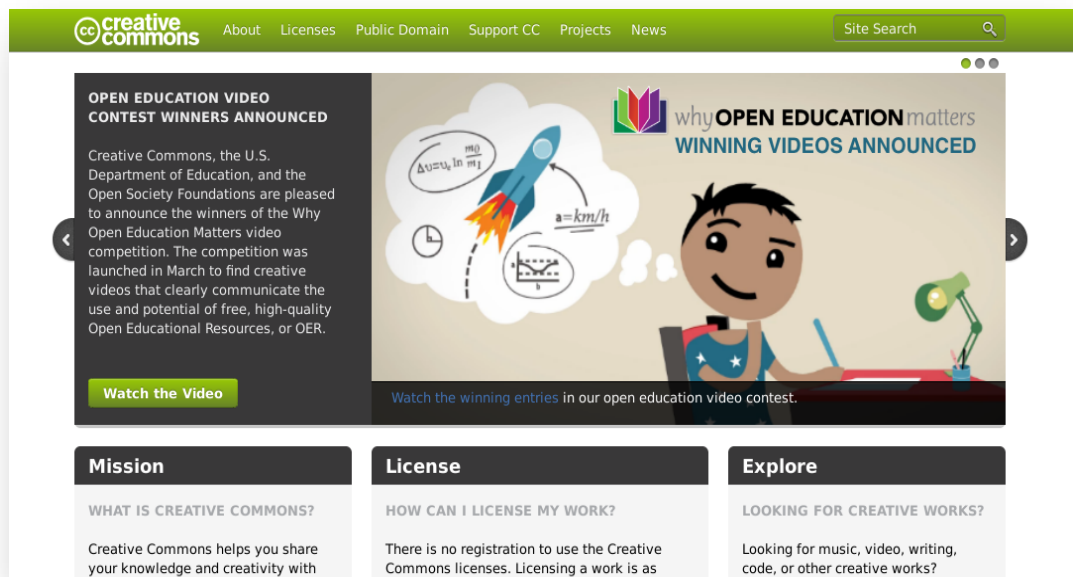 cc creative commons
About Licenses Public Domain Support CC Projects News
Site Search
OPEN EDUCATION VIDEO
CONTEST WINNERS ANNOUNCED
Creative Commons, the U.S.
Department of Education, and the
Open Society Foundations are pleased
to announce the winners of the Why
Open Education Matters video
competition. The competition was
launched in March to find creative
videos that clearly communicate the
use and potential of free, high-quality
Open Educational Resources, or OER.
Watch the Video
whyOPEN EDUCATIONmatters
WINNING VIDEOS ANNOUNCED
Δυ=υₑ ln m₀/m₁
a=km/h
a
b
Watch the winning entries in our open education video contest.
Mission
WHAT IS CREATIVE COMMONS?
Creative Commons helps you share
your knowledge and creativity with
License
HOW CAN I LICENSE MY WORK?
There is no registration to use the Creative
Commons licenses. Licensing a work is as
Explore
LOOKING FOR CREATIVE WORKS?
Looking for music, video, writing,
code, or other creative works?